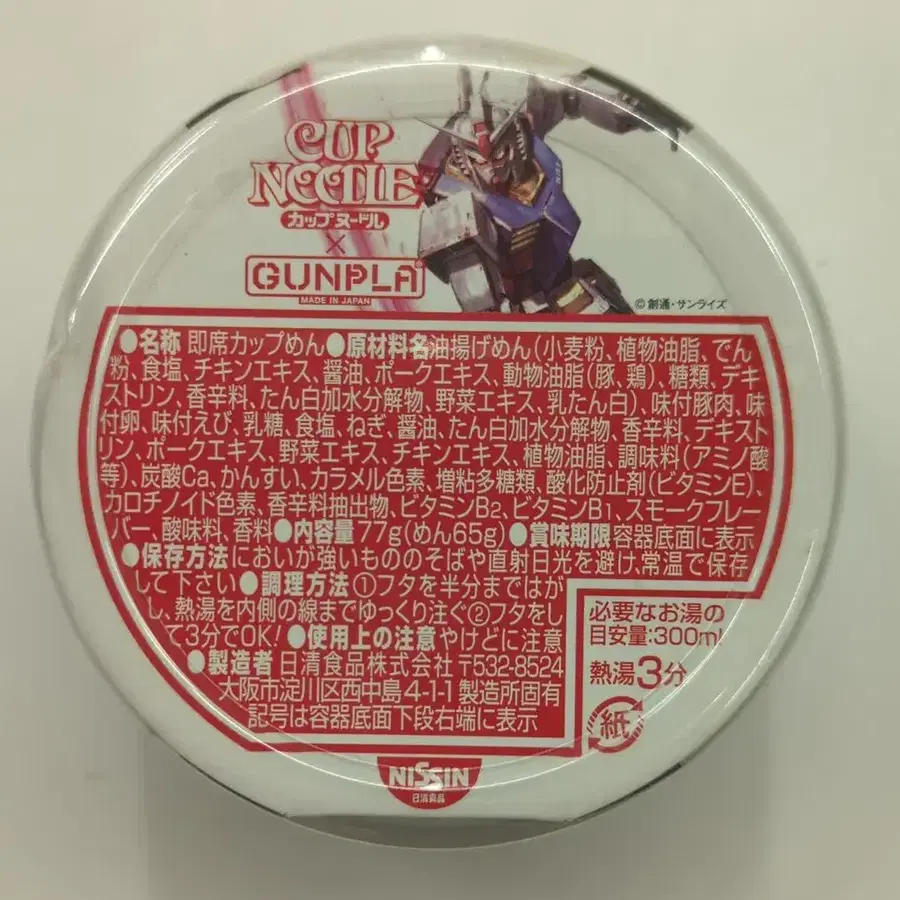 CUP
NOODLE
カップヌードル
×
GUNPLA
MADE IN JAPAN
© 創通・サンライズ
●名称 即席カップめん●原材料名油揚げめん(小麦粉、植物油脂、でん
粉、食塩、チキンエキス、醤油、ポークエキス、動物油脂(豚、鶏)、糖類、デキ
ストリン、香辛料、たん白加水分解物、野菜エキス、乳たん白)、味付豚肉、味
付卵、味付えび、乳糖、食塩、ねぎ、醤油、たん白加水分解物、香辛料、デキスト
リン、ポークエキス、野菜エキス、チキンエキス、植物油脂、調味料(アミノ酸
等)、炭酸Ca、かんすい、カラメル色素、増粘多糖類、酸化防止剤(ビタミンE)、
カロチノイド色素、香辛料抽出物、ビタミンB2、ビタミンB1、スモークフレー
バー、酸味料、香料●内容量 77g(めん65g)●賞味期限 容器底面に表示
●保存方法 においが強いもののそばや直射日光を避け、常温で保存
して下さい●調理方法 ①フタを半分まではが
し、熱湯を内側の線までゆっくり注ぐ②フタをし
て3分でOK!●使用上の注意 やけどに注意
●製造者 日清食品株式会社 〒532-8524
大阪市淀川区西中島4-1-1 製造所固有
記号は容器底面下段右端に表示
必要なお湯の
目安量:300ml
熱湯3分
紙
NISSIN
日清食品